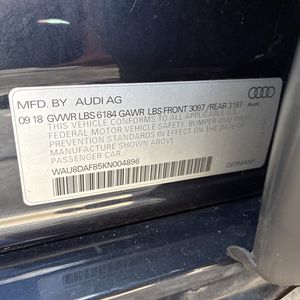 MFD. BY AUDI AG
Audi
09 18 GVWR LBS 6184 GAWR LBS FRONT 3097 / REAR 3197
THIS VEHICLE CONFORMS TO ALL APPLICABLE U.S.
FEDERAL MOTOR VEHICLE SAFETY, BUMPER AND THEFT
PREVENTION STANDARDS IN EFFECT ON THE DATE OF
MANUFACTURE SHOWN ABOVE.
PASSENGER CAR
WAU8DAF85KN004896
GERMANY